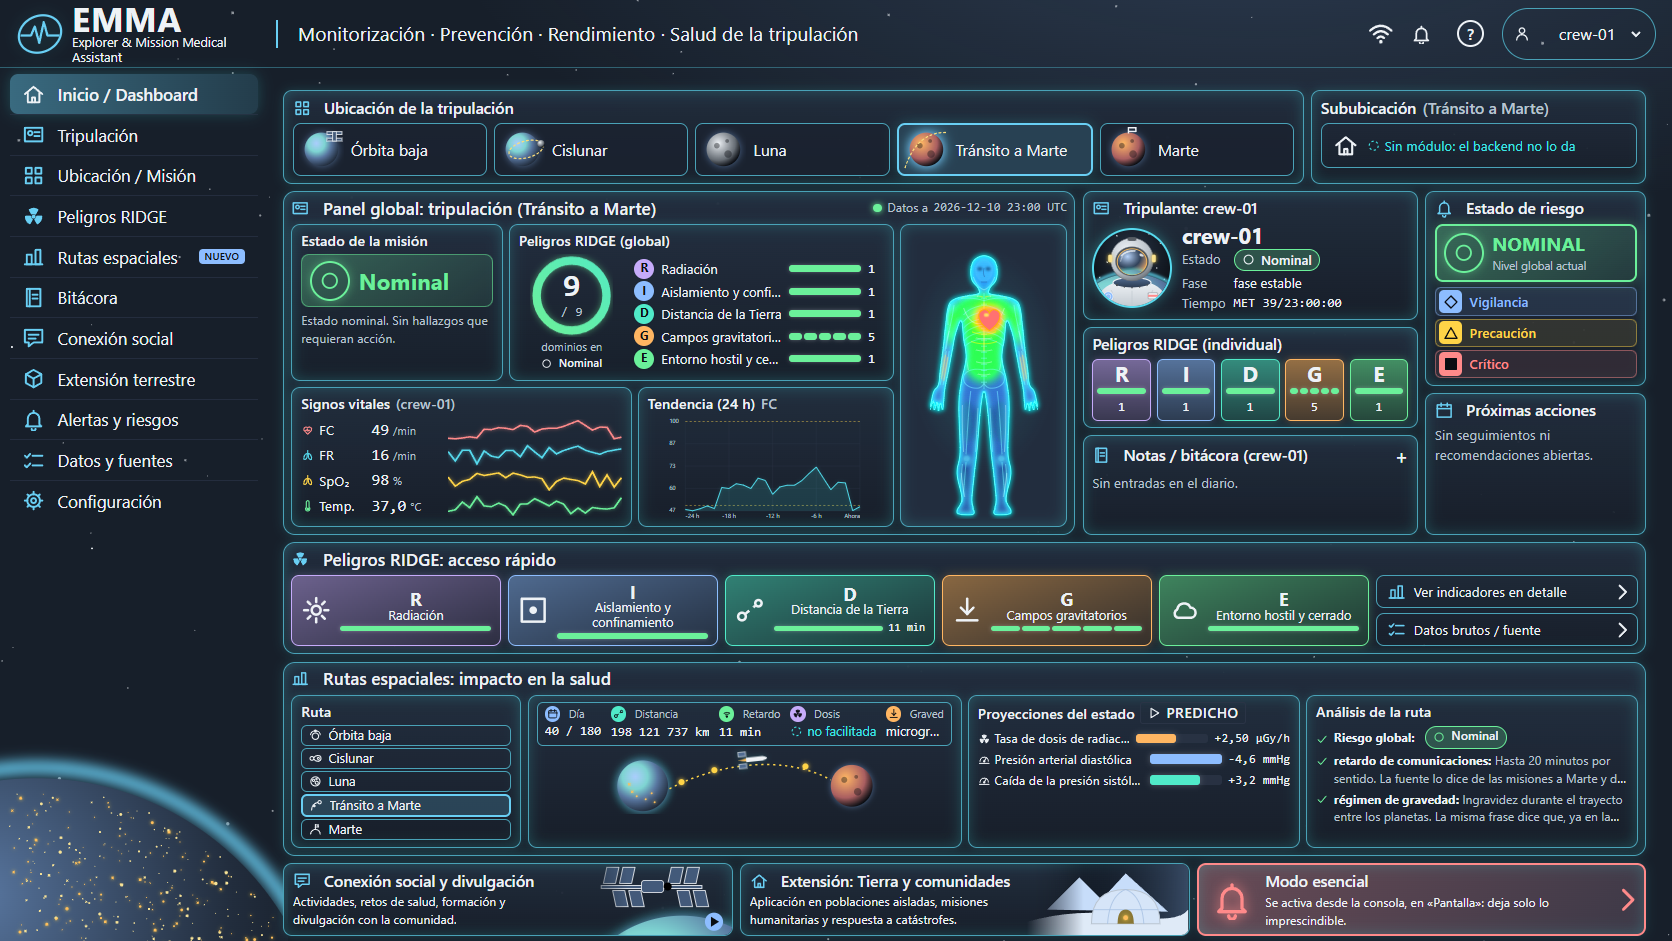 EMMA
Explorer & Mission Medical
Assistant
Monitorización · Prevención · Rendimiento · Salud de la tripulación
?
crew-01
Inicio / Dashboard
Tripulación
Ubicación / Misión
Peligros RIDGE
Rutas espaciales
NUEVO
Bitácora
Conexión social
Extensión terrestre
Alertas y riesgos
Datos y fuentes
Configuración
Ubicación de la tripulación
Órbita baja
Cislunar
Luna
Tránsito a Marte
Marte
Sububicación (Tránsito a Marte)
Sin módulo: el backend no lo da
Panel global: tripulación (Tránsito a Marte)
Datos a 2026-12-10 23:00 UTC
Estado de la misión
Nominal
Estado nominal. Sin hallazgos que
requieran acción.
Peligros RIDGE (global)
9
/ 9
dominios en
Nominal
R Radiación 1
I Aislamiento y confi... 1
D Distancia de la Tierra 1
G Campos gravitatori... 5
E Entorno hostil y ce... 1
Signos vitales (crew-01)
FC 49 /min
FR 16 /min
SpO₂ 98 %
Temp. 37,0 °C
Tendencia (24 h) FC
100
87
73
60
47
-24 h -18 h -12 h -6 h Ahora
Tripulante: crew-01
crew-01
Estado Nominal
Fase fase estable
Tiempo MET 39/23:00:00
Peligros RIDGE (individual)
R I D G E
1 1 1 5 1
Notas / bitácora (crew-01) +
Sin entradas en el diario.
Estado de riesgo
NOMINAL
Nivel global actual
Vigilancia
Precaución
Crítico
Próximas acciones
Sin seguimientos ni
recomendaciones abiertas.
Peligros RIDGE: acceso rápido
R
Radiación
I
Aislamiento y
confinamiento
D
Distancia de la Tierra
11 min
G
Campos gravitatorios
E
Entorno hostil y cerrado
Ver indicadores en detalle
Datos brutos / fuente
Rutas espaciales: impacto en la salud
Ruta
Órbita baja
Cislunar
Luna
Tránsito a Marte
Marte
Día Distancia Retardo Dosis Graved
40 / 180 198 121 737 km 11 min no facilitada microgr...
Proyecciones del estado PREDICHO
Tasa de dosis de radiac... +2,50 µGy/h
Presión arterial diastólica -4,6 mmHg
Caída de la presión sistól... +3,2 mmHg
Análisis de la ruta
Riesgo global: Nominal
retardo de comunicaciones: Hasta 20 minutos por
sentido. La fuente lo dice de las misiones a Marte y d...
régimen de gravedad: Ingravidez durante el trayecto
entre los planetas. La misma frase dice que, ya en la...
Conexión social y divulgación
Actividades, retos de salud, formación y
divulgación con la comunidad.
Extensión: Tierra y comunidades
Aplicación en poblaciones aisladas, misiones
humanitarias y respuesta a catástrofes.
Modo esencial
Se activa desde la consola, en «Pantalla»: deja solo lo
imprescindible.